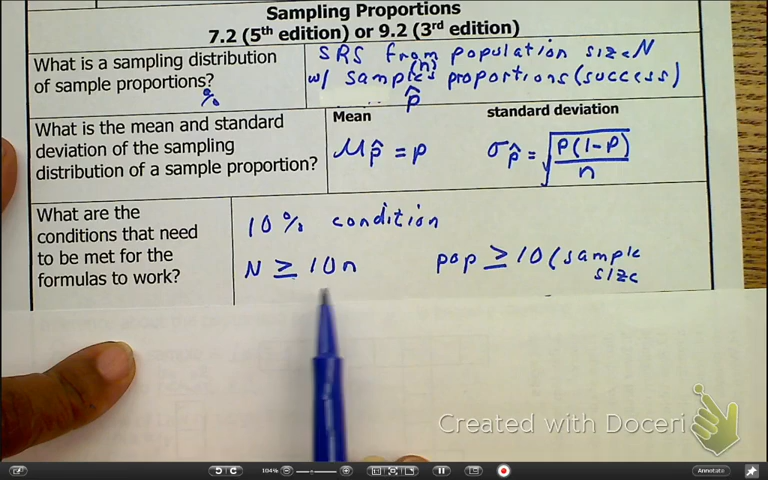 Sampling Proportions
7.2 (5th edition) or 9.2 (3rd edition)
What is a sampling distribution
of sample proportions?
%
SRS from population size N
(n)
w/ sample's proportions (success)
p̂
What is the mean and standard
deviation of the sampling
distribution of a sample proportion?
Mean
μp̂ = p
standard deviation
σp̂ = √(p(1-p)/n)
What are the
conditions that need
to be met for the
formulas to work?
10% condition
N ≥ 10n
pop ≥ 10(sample
size
Created with Doceri
104%
Annotate